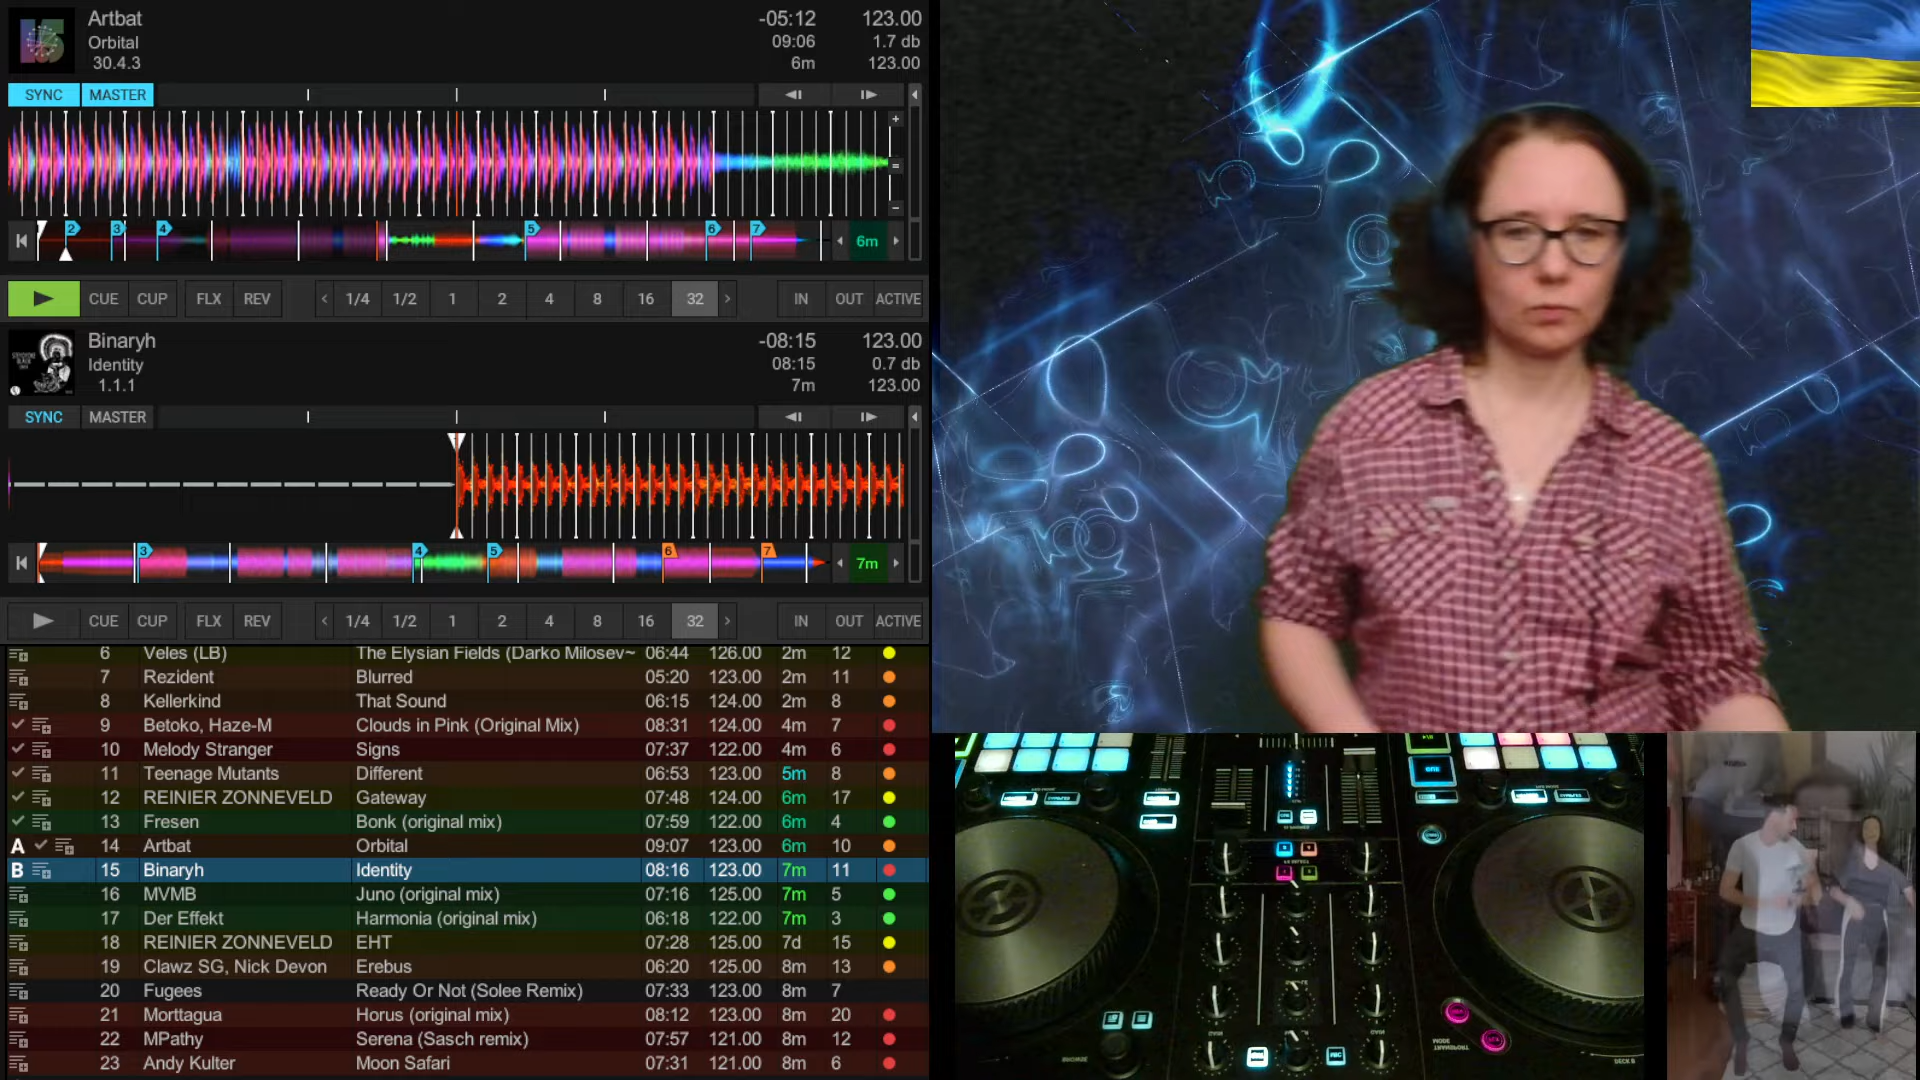 Artbat -05:12 123.00
Orbital 09:06 1.7 db
30.4.3 6m 123.00
SYNC MASTER
2 3 4 5 6 7 6m
CUE CUP FLX REV 1/4 1/2 1 2 4 8 16 32 IN OUT ACTIVE
Binaryh -08:15 123.00
Identity 08:15 0.7 db
1.1.1 7m 123.00
SYNC MASTER
3 4 5 6 7 7m
CUE CUP FLX REV 1/4 1/2 1 2 4 8 16 32 IN OUT ACTIVE
6 Veles (LB) The Elysian Fields (Darko Milosev~ 06:44 126.00 2m 12
7 Rezident Blurred 05:20 123.00 2m 11
8 Kellerkind That Sound 06:15 124.00 2m 8
9 Betoko, Haze-M Clouds in Pink (Original Mix) 08:31 124.00 4m 7
10 Melody Stranger Signs 07:37 122.00 4m 6
11 Teenage Mutants Different 06:53 123.00 5m 8
12 REINIER ZONNEVELD Gateway 07:48 124.00 6m 17
13 Fresen Bonk (original mix) 07:59 122.00 6m 4
A 14 Artbat Orbital 09:07 123.00 6m 10
B 15 Binaryh Identity 08:16 123.00 7m 11
16 MVMB Juno (original mix) 07:16 125.00 7m 5
17 Der Effekt Harmonia (original mix) 06:18 122.00 7m 3
18 REINIER ZONNEVELD EHT 07:28 125.00 7d 15
19 Clawz SG, Nick Devon Erebus 06:20 125.00 8m 13
20 Fugees Ready Or Not (Solee Remix) 07:33 123.00 8m 7
21 Morttagua Horus (original mix) 08:12 123.00 8m 20
22 MPathy Serena (Sasch remix) 07:57 121.00 8m 12
23 Andy Kulter Moon Safari 07:31 121.00 8m 6